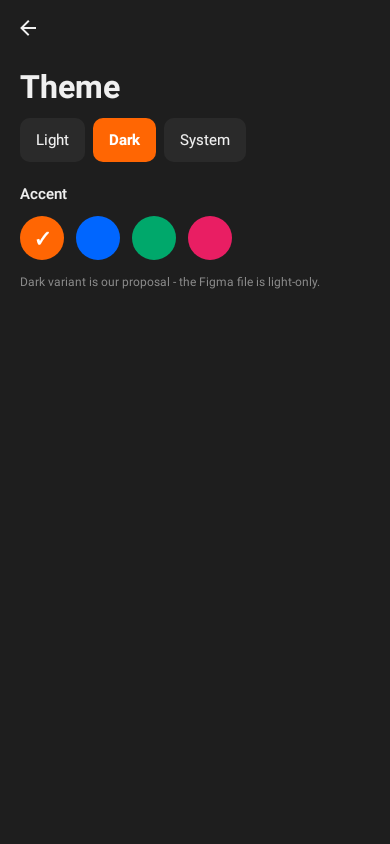 Theme
Light Dark System
Accent
✓
Dark variant is our proposal - the Figma file is light-only.